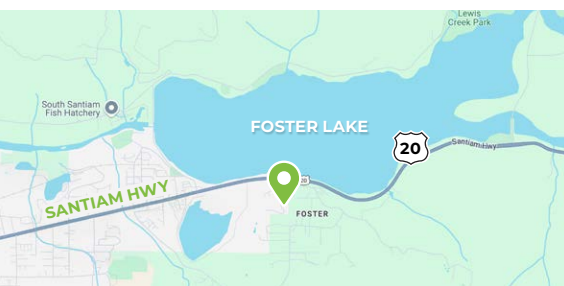 Lewis
Creek Park
South Santiam
Fish Hatchery
FOSTER LAKE
20
Santiam Hwy
SANTIAM HWY
20
FOSTER